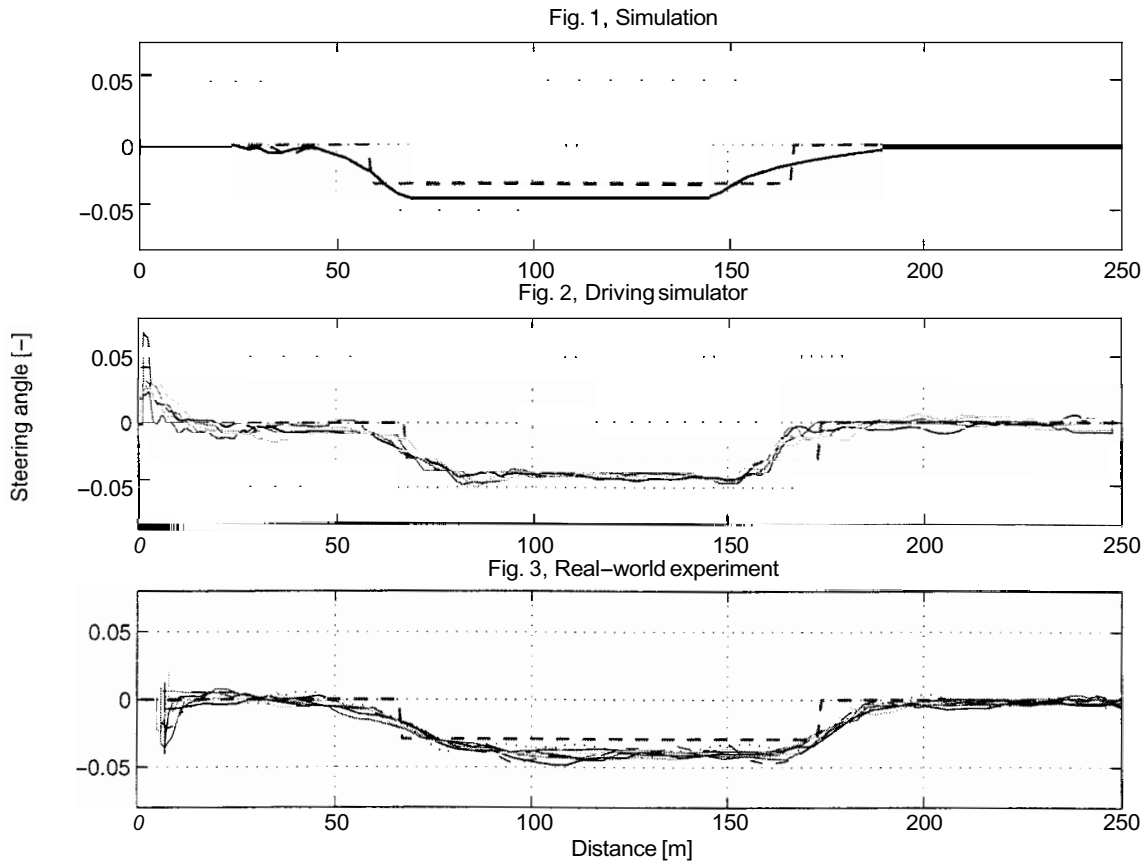 Fig. 1, Simulation
0.05
0
−0.05
0 50 100 150 200 250
Fig. 2, Driving simulator
Steering angle [−]
0.05
0
−0.05
0 50 100 150 200 250
Fig. 3, Real−world experiment
0.05
0
−0.05
0 50 100 150 200 250
Distance [m]